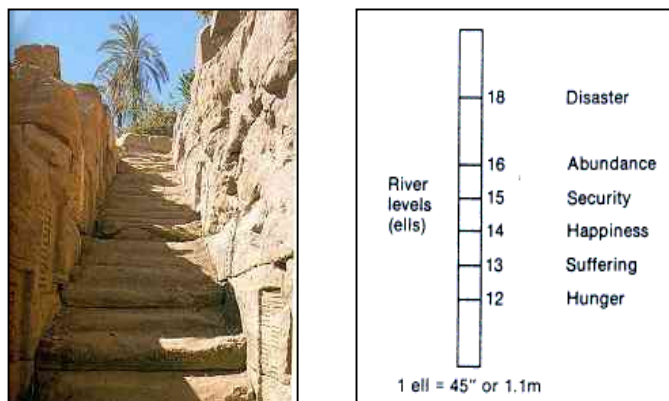 18 Disaster
16 Abundance
River
levels
(ells)
15 Security
14 Happiness
13 Suffering
12 Hunger
1 ell = 45" or 1.1m